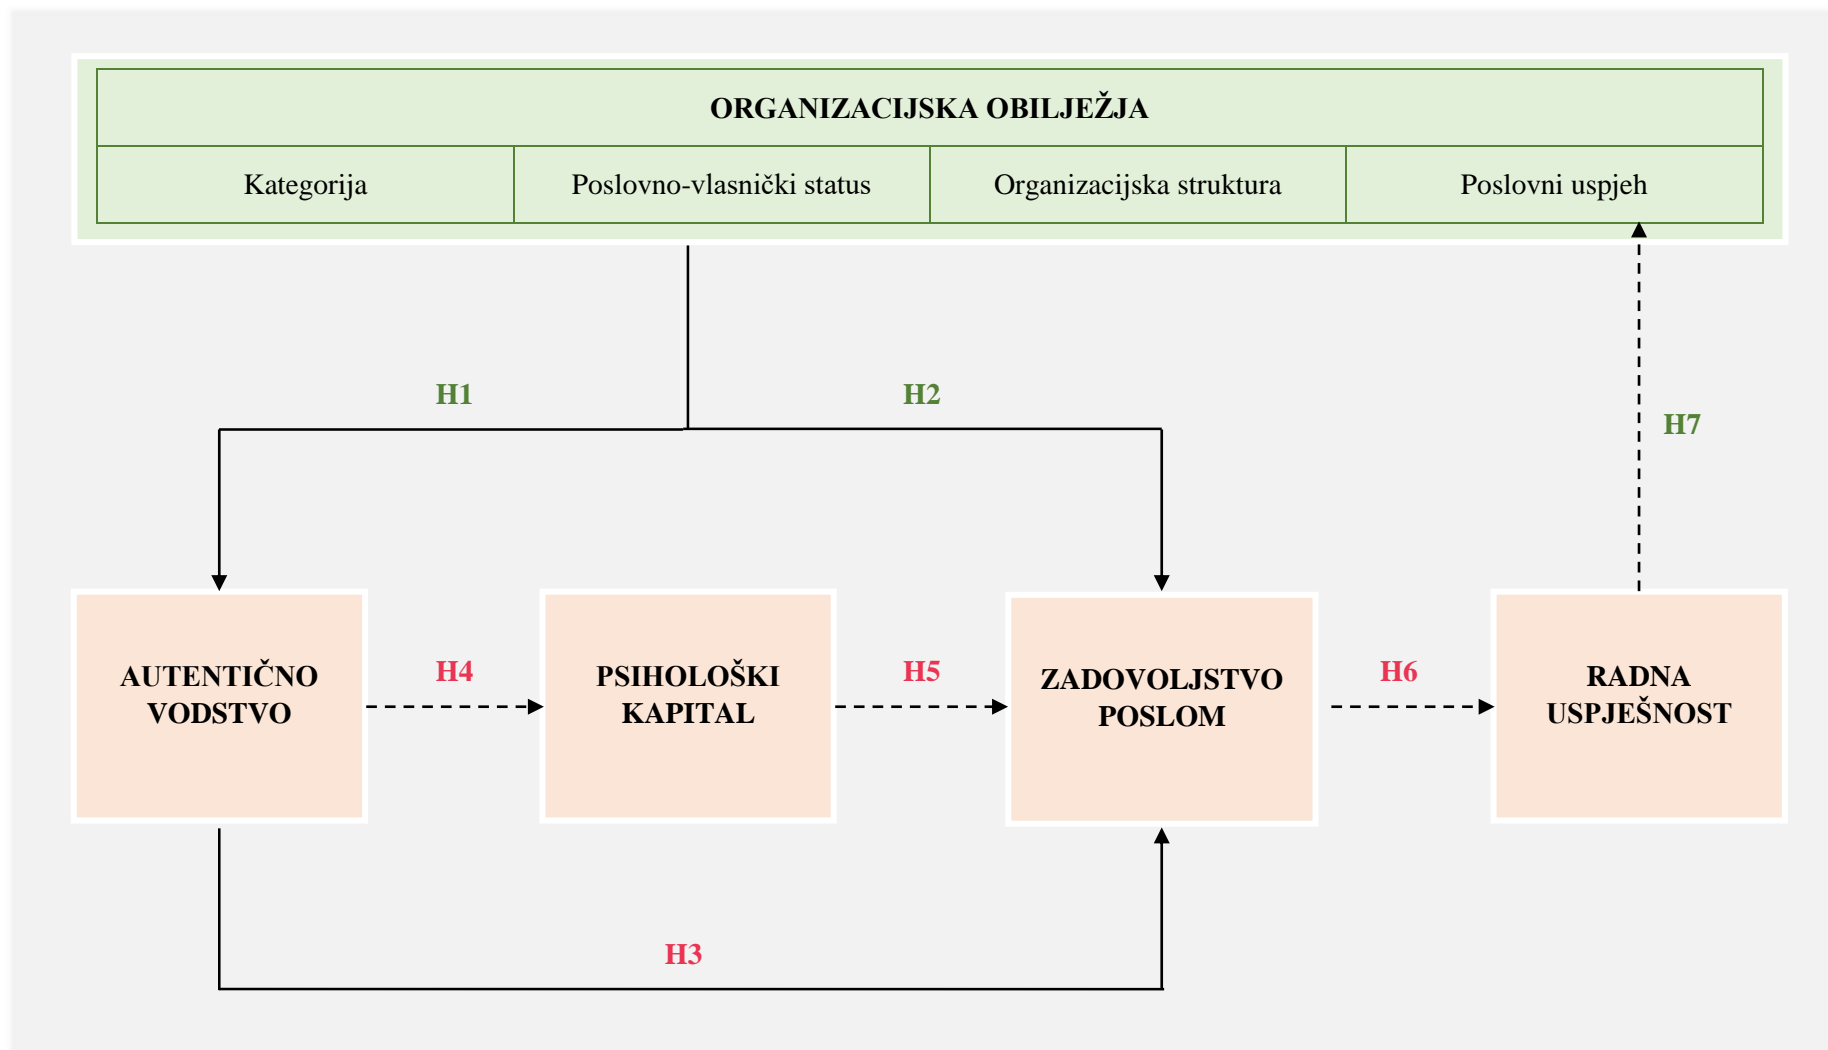 ORGANIZACIJSKA OBILJEŽJA
Kategorija
Poslovno-vlasnički status
Organizacijska struktura
Poslovni uspjeh
H1
H2
H7
AUTENTIČNO
VODSTVO
H4
PSIHOLOŠKI
KAPITAL
H5
ZADOVOLJSTVO
POSLOM
H6
RADNA
USPJEŠNOST
H3